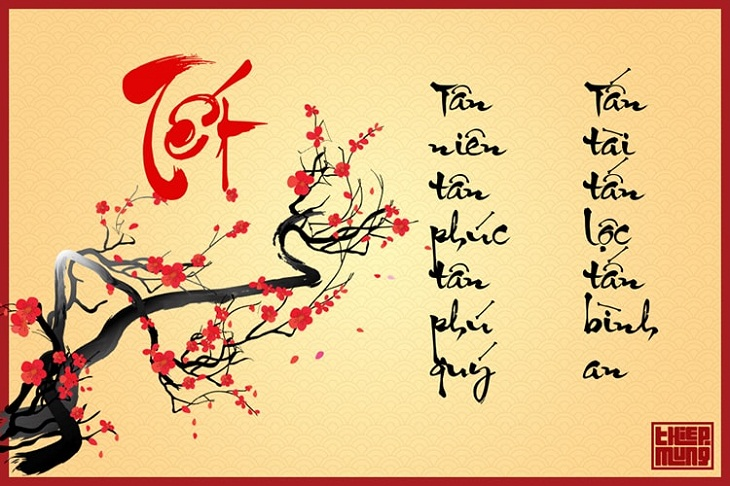 Tết
Tân
niên
tân
phúc
tân
phú
quý
Tấn
tài
tấn
lộc
tấn
bình
an
THIEP
MUNG